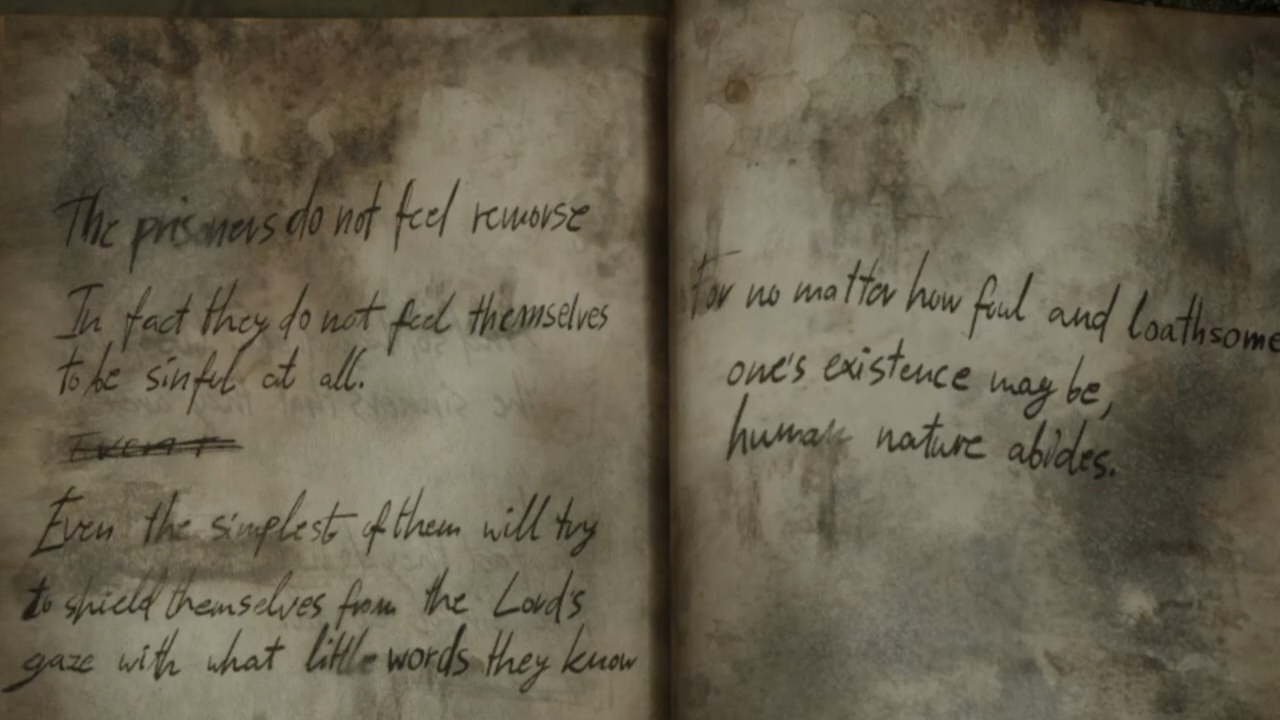 The prisoners do not feel remorse
In fact they do not feel themselves
to be sinful at all.
Even the simplest of them will try
to shield themselves from the Lord's
gaze with what little words they know
For no matter how foul and loathsome
one's existence may be,
human nature abides.